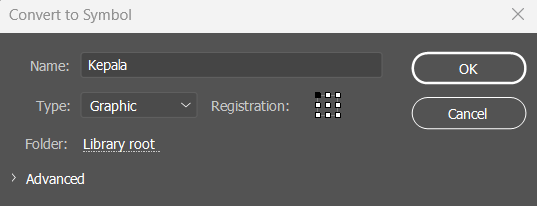 Convert to Symbol
Name: Kepala
OK
Type: Graphic Registration:
Cancel
Folder: Library root
Advanced